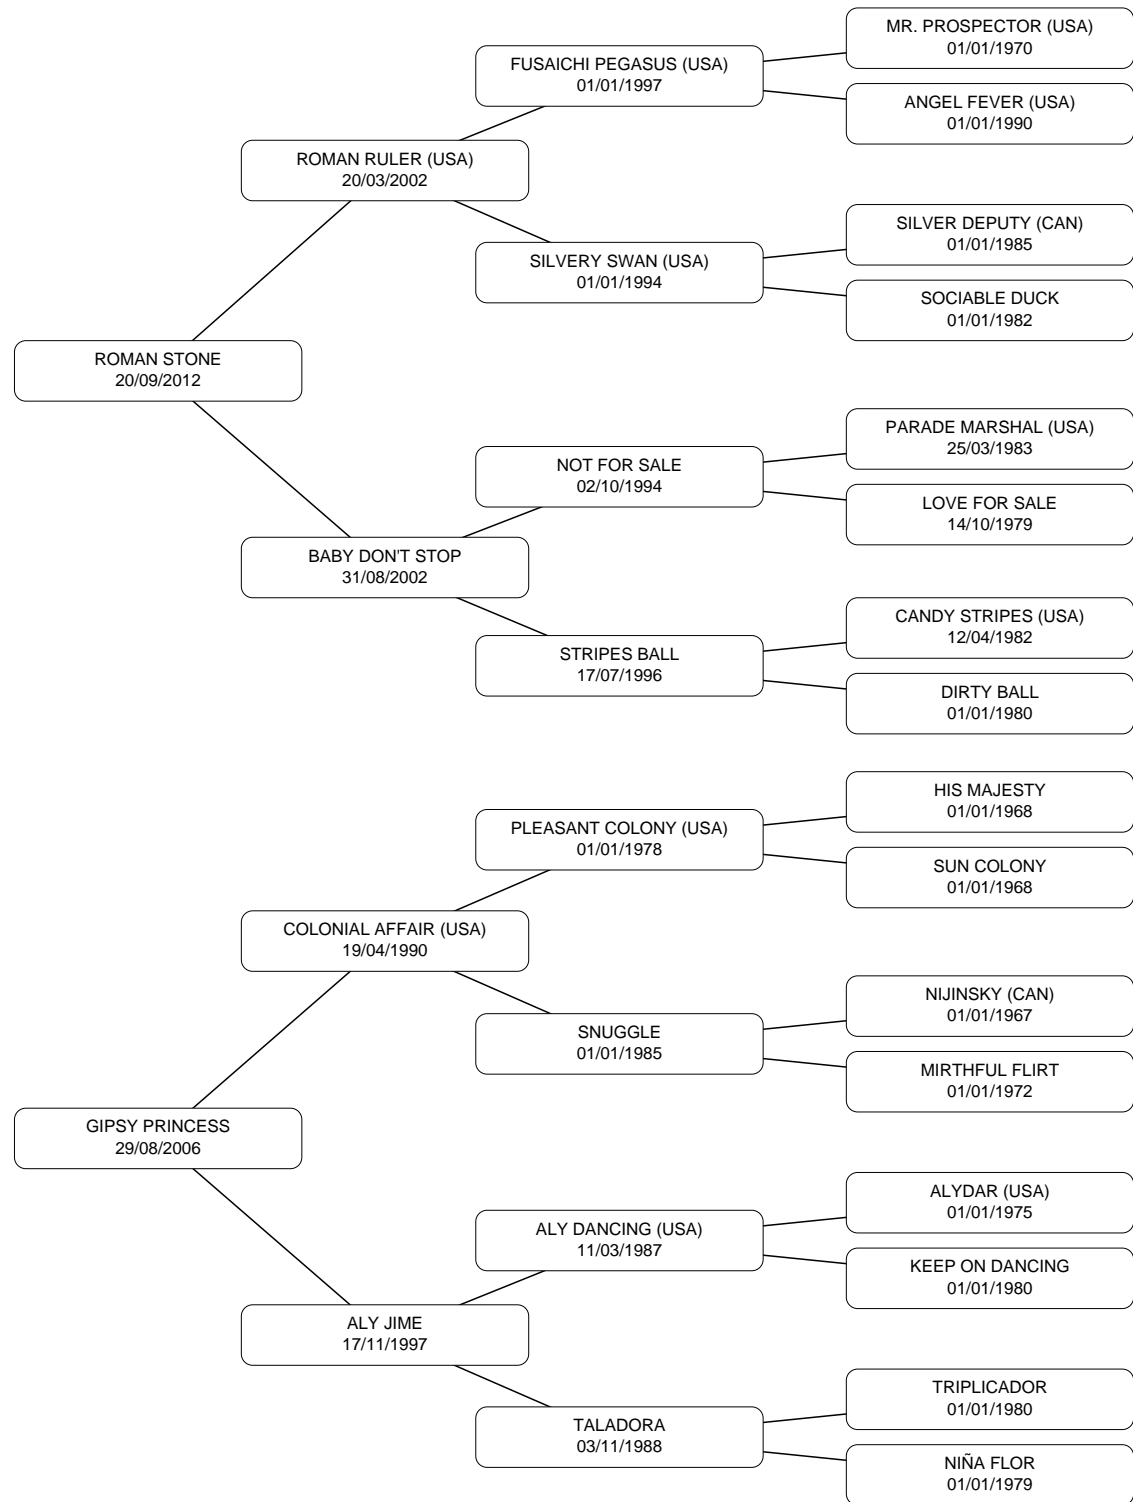 MR. PROSPECTOR (USA)
01/01/1970
FUSAICHI PEGASUS (USA)
01/01/1997
ANGEL FEVER (USA)
01/01/1990
ROMAN RULER (USA)
20/03/2002
SILVER DEPUTY (CAN)
01/01/1985
SILVERY SWAN (USA)
01/01/1994
SOCIABLE DUCK
01/01/1982
ROMAN STONE
20/09/2012
PARADE MARSHAL (USA)
25/03/1983
NOT FOR SALE
02/10/1994
LOVE FOR SALE
14/10/1979
BABY DON'T STOP
31/08/2002
CANDY STRIPES (USA)
12/04/1982
STRIPES BALL
17/07/1996
DIRTY BALL
01/01/1980
HIS MAJESTY
01/01/1968
PLEASANT COLONY (USA)
01/01/1978
SUN COLONY
01/01/1968
COLONIAL AFFAIR (USA)
19/04/1990
NIJINSKY (CAN)
01/01/1967
SNUGGLE
01/01/1985
MIRTHFUL FLIRT
01/01/1972
GIPSY PRINCESS
29/08/2006
ALYDAR (USA)
01/01/1975
ALY DANCING (USA)
11/03/1987
KEEP ON DANCING
01/01/1980
ALY JIME
17/11/1997
TRIPLICADOR
01/01/1980
TALADORA
03/11/1988
NIÑA FLOR
01/01/1979